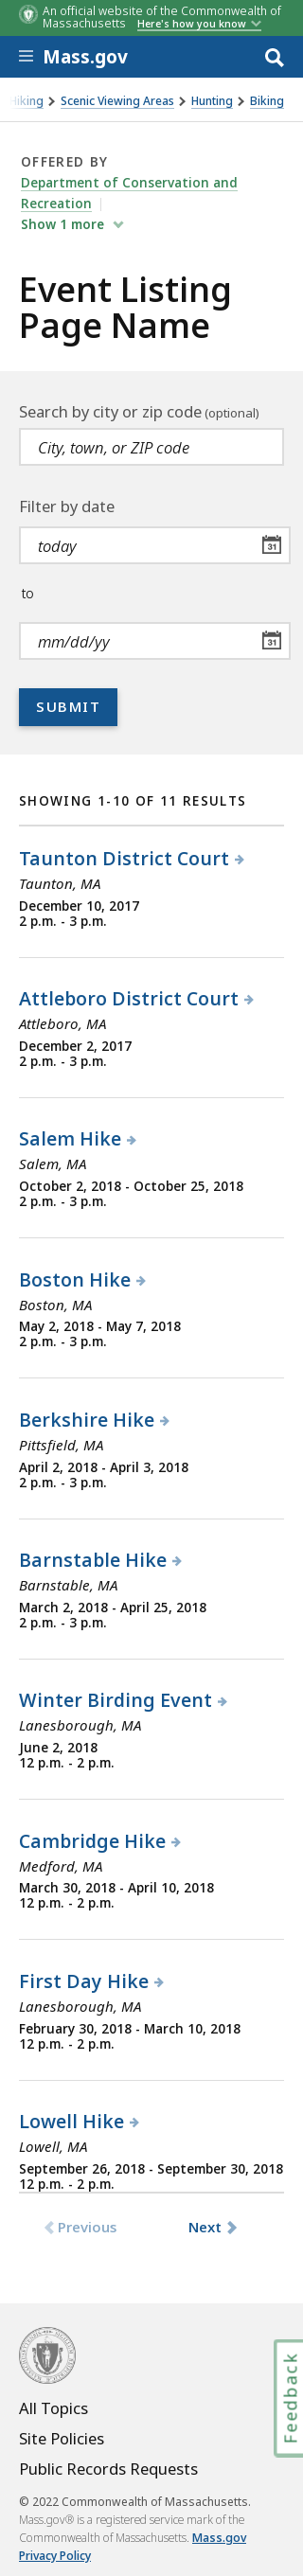 An official website of the Commonwealth of
Massachusetts Here's how you know
Mass.gov
Hiking Scenic Viewing Areas Hunting Biking
OFFERED BY
Department of Conservation and
Recreation |
Show 1 more
Event Listing
Page Name
Search by city or zip code (optional)
City, town, or ZIP code
Filter by date
today
31
to
mm/dd/yy
31
SUBMIT
SHOWING 1-10 OF 11 RESULTS
Taunton District Court
Taunton, MA
December 10, 2017
2 p.m. - 3 p.m.
Attleboro District Court
Attleboro, MA
December 2, 2017
2 p.m. - 3 p.m.
Salem Hike
Salem, MA
October 2, 2018 - October 25, 2018
2 p.m. - 3 p.m.
Boston Hike
Boston, MA
May 2, 2018 - May 7, 2018
2 p.m. - 3 p.m.
Berkshire Hike
Pittsfield, MA
April 2, 2018 - April 3, 2018
2 p.m. - 3 p.m.
Barnstable Hike
Barnstable, MA
March 2, 2018 - April 25, 2018
2 p.m. - 3 p.m.
Winter Birding Event
Lanesborough, MA
June 2, 2018
12 p.m. - 2 p.m.
Cambridge Hike
Medford, MA
March 30, 2018 - April 10, 2018
12 p.m. - 2 p.m.
First Day Hike
Lanesborough, MA
February 30, 2018 - March 10, 2018
12 p.m. - 2 p.m.
Lowell Hike
Lowell, MA
September 26, 2018 - September 30, 2018
12 p.m. - 2 p.m.
Previous Next
Feedback
All Topics
Site Policies
Public Records Requests
© 2022 Commonwealth of Massachusetts.
Mass.gov® is a registered service mark of the
Commonwealth of Massachusetts. Mass.gov
Privacy Policy